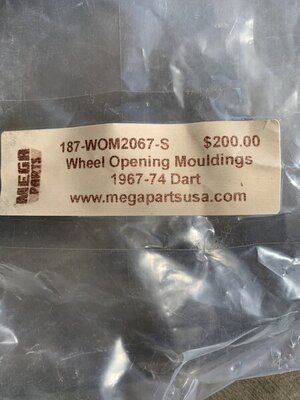 MEGA
PARTS
187-WOM2067-S $200.00
Wheel Opening Mouldings
1967-74 Dart
www.megapartsusa.com